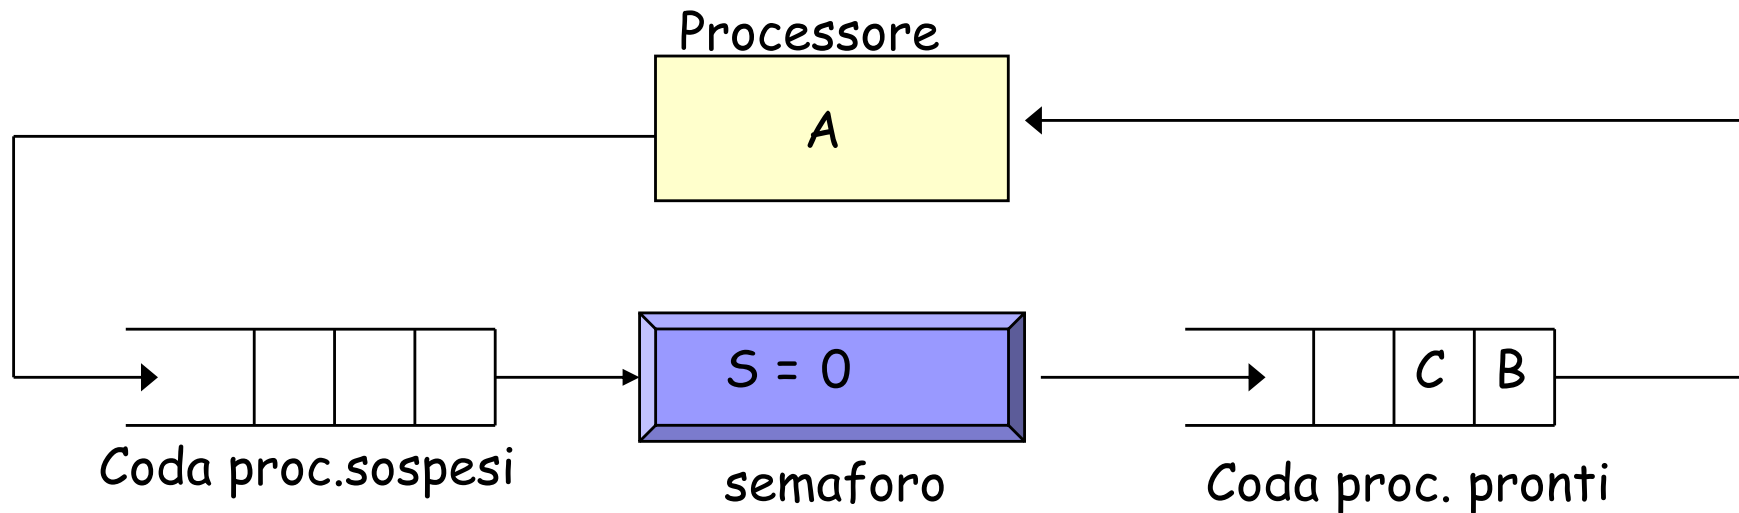 Processore
A
S = 0
C B
Coda proc.sospesi
semaforo
Coda proc. pronti